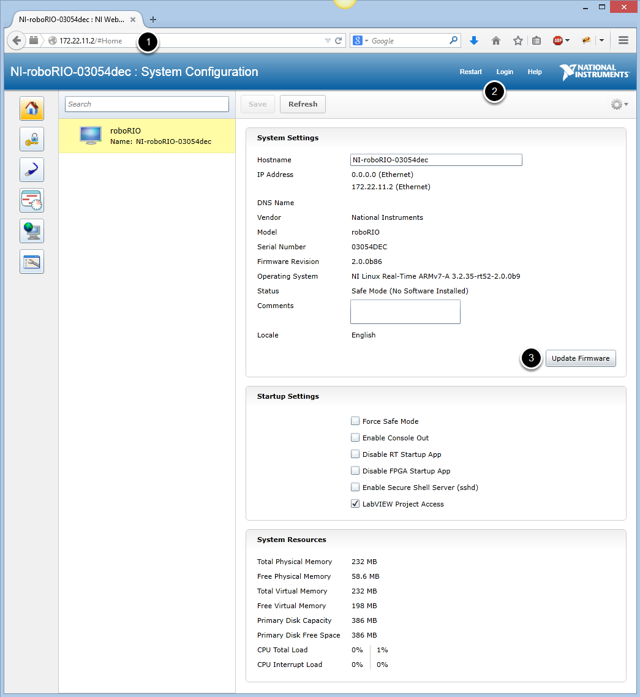 NI-roboRIO-03054dec : NI Web...
172.22.11.2/#Home
1
Google
ABP
NI-roboRIO-03054dec : System Configuration
Restart
Login
Help
NATIONAL INSTRUMENTS
2
Search
Save
Refresh
roboRIO
Name: NI-roboRIO-03054dec
System Settings
Hostname NI-roboRIO-03054dec
IP Address 0.0.0.0 (Ethernet)
172.22.11.2 (Ethernet)
DNS Name
Vendor National Instruments
Model roboRIO
Serial Number 03054DEC
Firmware Revision 2.0.0b86
Operating System NI Linux Real-Time ARMv7-A 3.2.35-rt52-2.0.0b9
Status Safe Mode (No Software Installed)
Comments
Locale English
3 Update Firmware
Startup Settings
Force Safe Mode
Enable Console Out
Disable RT Startup App
Disable FPGA Startup App
Enable Secure Shell Server (sshd)
LabVIEW Project Access
System Resources
Total Physical Memory 232 MB
Free Physical Memory 58.6 MB
Total Virtual Memory 232 MB
Free Virtual Memory 198 MB
Primary Disk Capacity 386 MB
Primary Disk Free Space 386 MB
CPU Total Load 0% 1%
CPU Interrupt Load 0% 0%